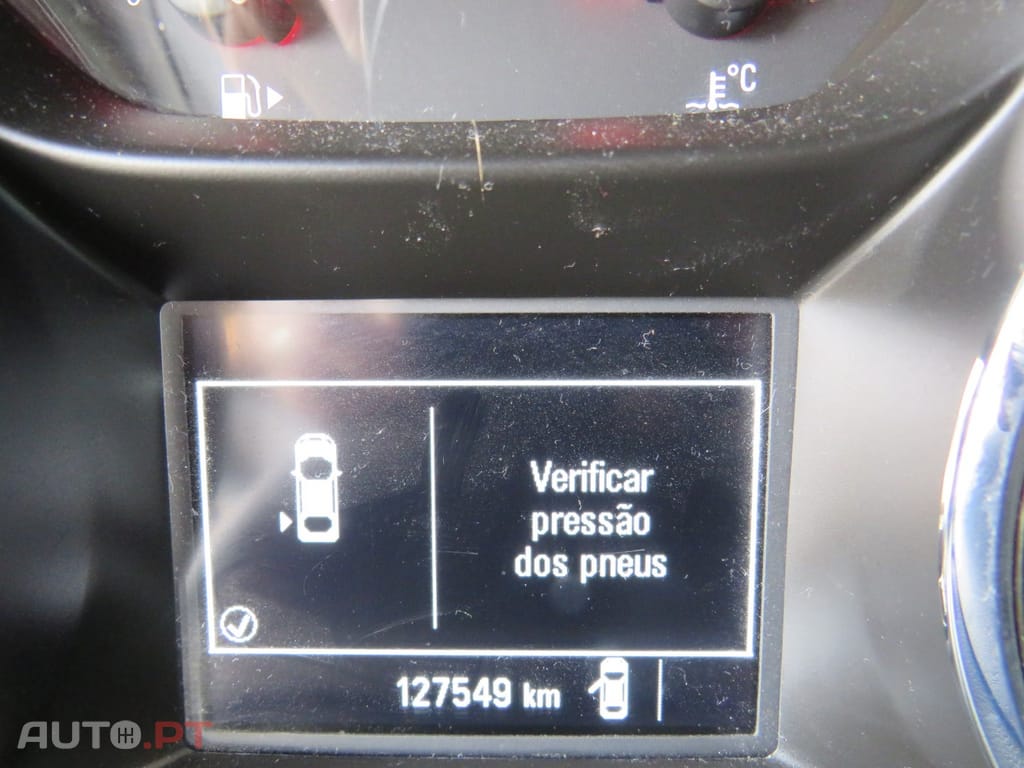 °C
Verificar
pressão
dos pneus
127549 km
AUTO.PT